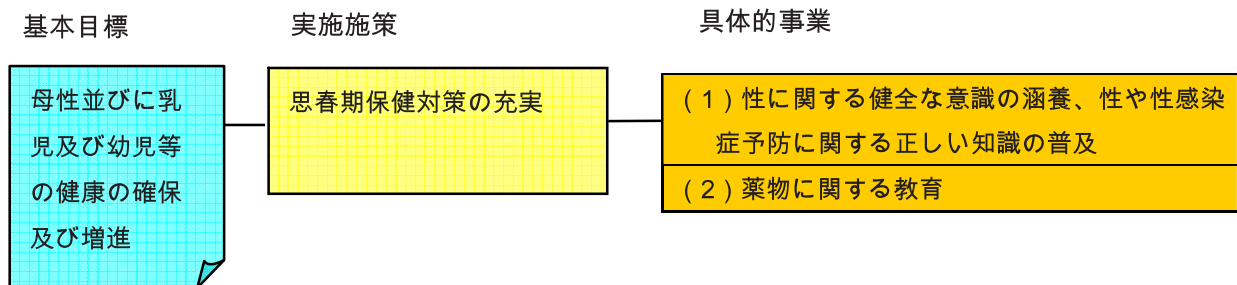 基本目標
実施施策
具体的事業
母性並びに乳
児及び幼児等
の健康の確保
及び増進
思春期保健対策の充実
(1)性に関する健全な意識の涵養、性や性感染
症予防に関する正しい知識の普及
(2)薬物に関する教育